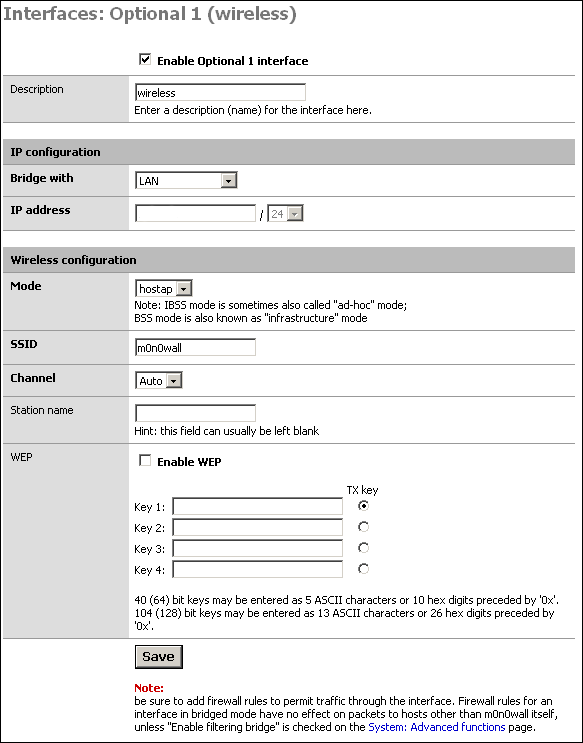 Interfaces: Optional 1 (wireless)
Enable Optional 1 interface
Description
wireless
Enter a description (name) for the interface here.
IP configuration
Bridge with
LAN
IP address
/ 24
Wireless configuration
Mode
hostap
Note: IBSS mode is sometimes also called "ad-hoc" mode;
BSS mode is also known as "infrastructure" mode
SSID
m0n0wall
Channel
Auto
Station name
Hint: this field can usually be left blank
WEP
Enable WEP
TX key
Key 1:
Key 2:
Key 3:
Key 4:
40 (64) bit keys may be entered as 5 ASCII characters or 10 hex digits preceded by '0x'.
104 (128) bit keys may be entered as 13 ASCII characters or 26 hex digits preceded by
'0x'.
Save
Note:
be sure to add firewall rules to permit traffic through the interface. Firewall rules for an
interface in bridged mode have no effect on packets to hosts other than m0n0wall itself,
unless "Enable filtering bridge" is checked on the System: Advanced functions page.